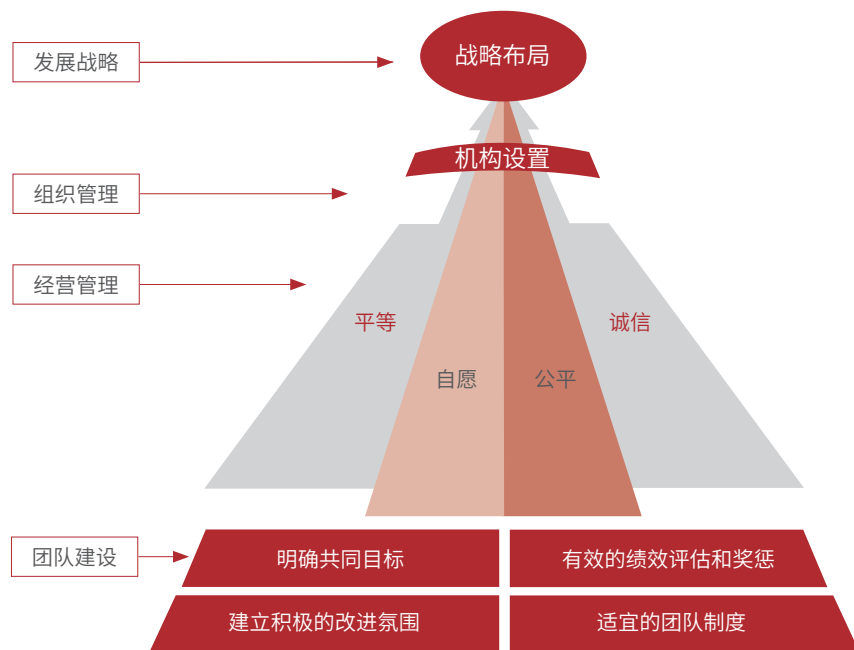 发展战略
战略布局
机构设置
组织管理
经营管理
平等
诚信
自愿
公平
团队建设
明确共同目标
有效的绩效评估和奖惩
建立积极的改进氛围
适宜的团队制度